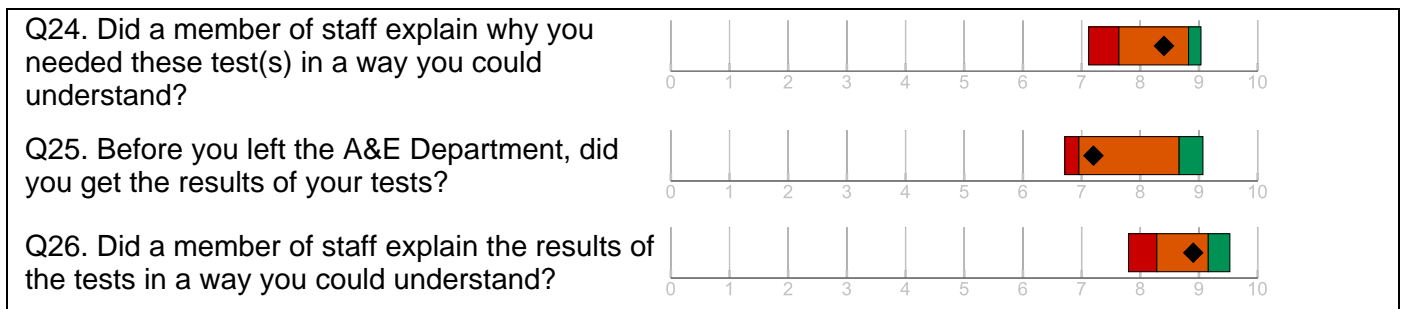 Q24. Did a member of staff explain why you
needed these test(s) in a way you could
understand?
0 1 2 3 4 5 6 7 8 9 10
Q25. Before you left the A&E Department, did
you get the results of your tests?
0 1 2 3 4 5 6 7 8 9 10
Q26. Did a member of staff explain the results of
the tests in a way you could understand?
0 1 2 3 4 5 6 7 8 9 10